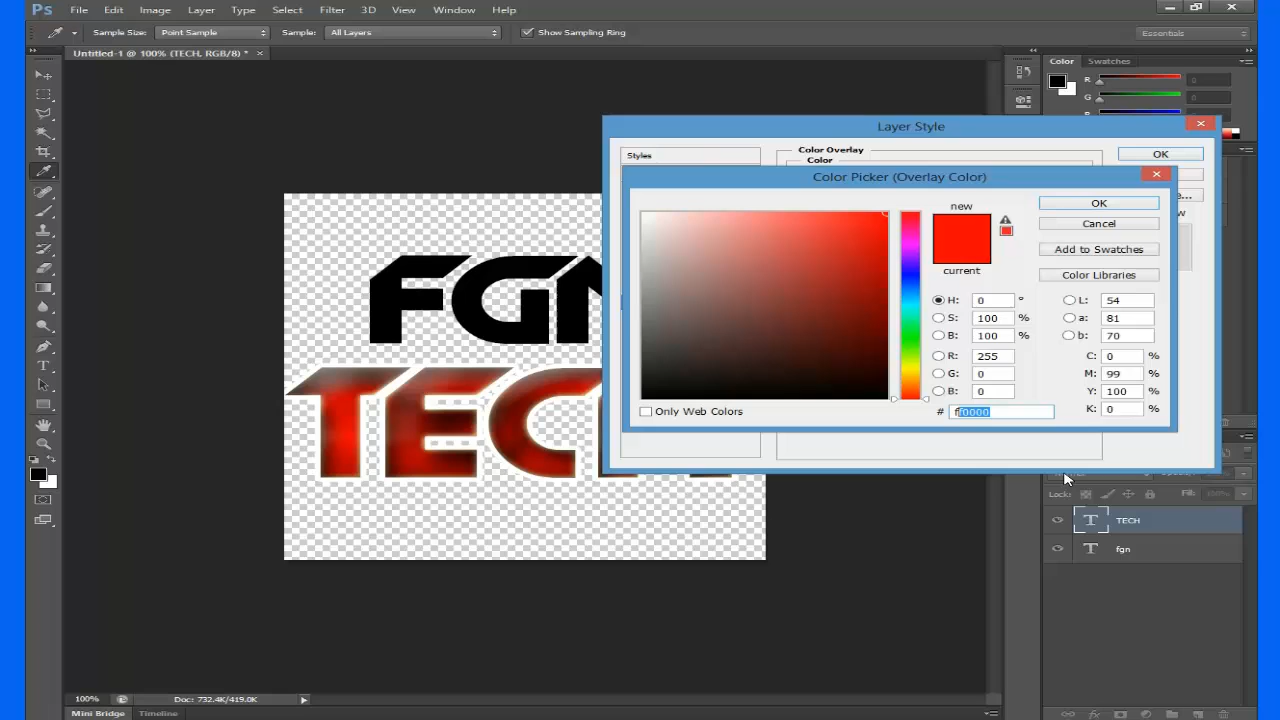 Ps File Edit Image Layer Type Select Filter 3D View Window Help
Sample Size: Point Sample Sample: All Layers Show Sampling Ring Essentials
Untitled-1 @ 100% (TECH, RGB/8) * ×
Color Swatches
R 0
G 0
B
Layer Style
Styles
Color Overlay
Color
OK
Color Picker (Overlay Color)
new
current
OK
Cancel
Add to Swatches
Color Libraries
H: 0 °
S: 100 %
B: 100 %
R: 255
G: 0
B: 0
L: 54
a: 81
b: 70
C: 0 %
M: 99 %
Y: 100 %
K: 0 %
Only Web Colors
# ff0000
FGN
TECH
Lock: Fill: 100%
T TECH
T fgn
100% Doc: 732.4K/419.0K
Mini Bridge Timeline